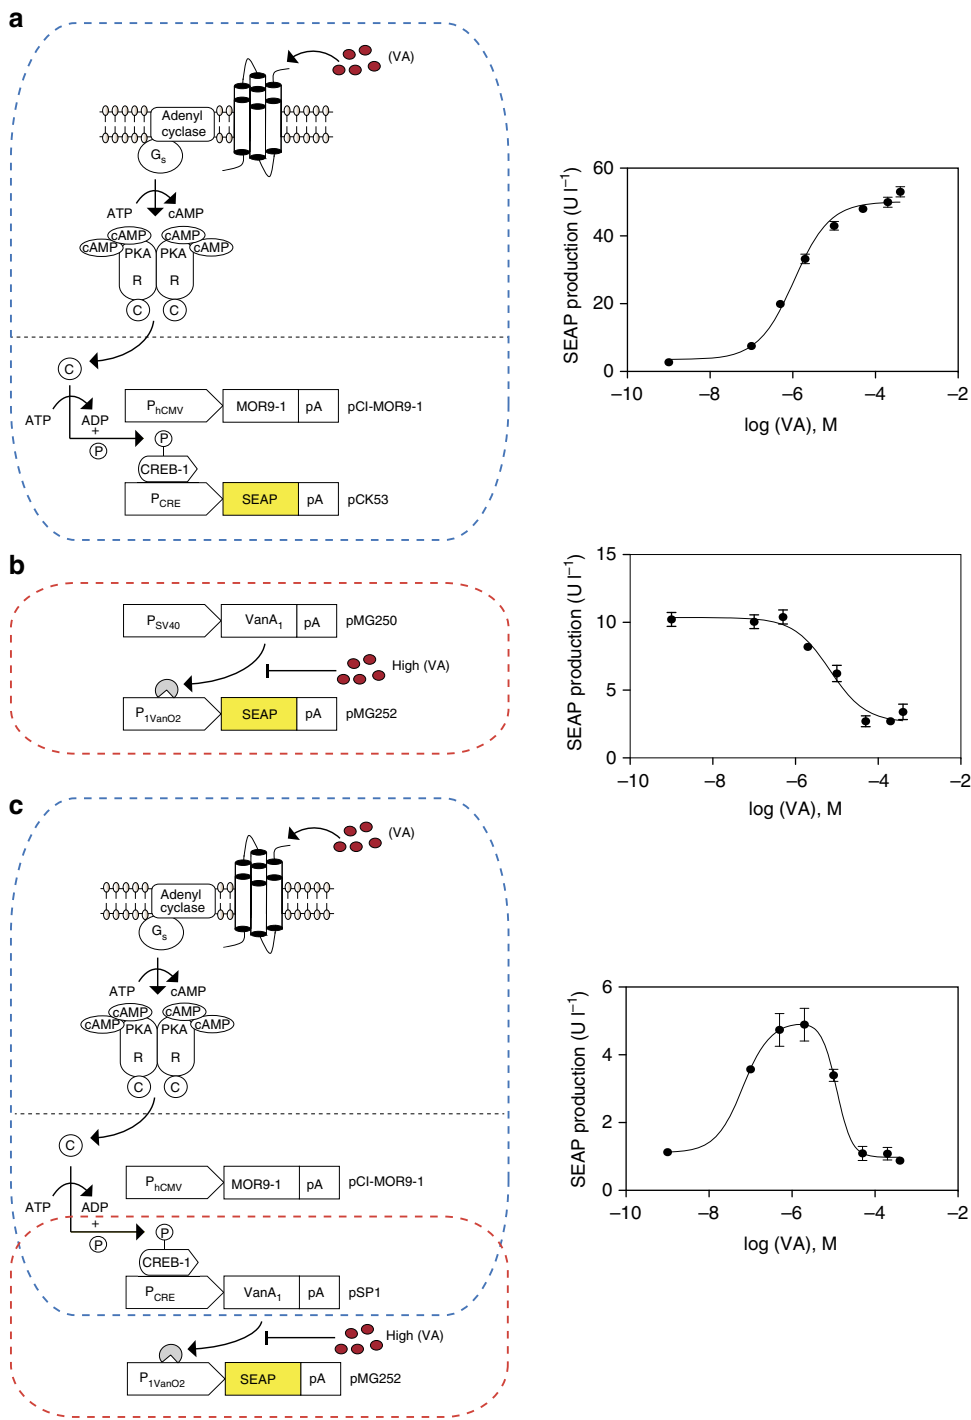 a
(VA)
Adenyl
cyclase
Gs
ATP cAMP
cAMP cAMP
cAMP PKA PKA cAMP
R R
C C
C
ATP ADP
+
P
PhCMV MOR9-1 pA pCI-MOR9-1
P
CREB-1
PCRE SEAP pA pCK53
SEAP production (U l−1)
60
40
20
0
−10 −8 −6 −4 −2
log (VA), M
b
PSV40 VanA1 pA pMG250
High (VA)
P1VanO2 SEAP pA pMG252
SEAP production (U l−1)
15
10
5
0
−10 −8 −6 −4 −2
log (VA), M
c
(VA)
Adenyl
cyclase
Gs
ATP cAMP
cAMP cAMP
cAMP PKA PKA cAMP
R R
C C
C
ATP ADP
+
P
PhCMV MOR9-1 pA pCI-MOR9-1
P
CREB-1
PCRE VanA1 pA pSP1
High (VA)
P1VanO2 SEAP pA pMG252
SEAP production (U l−1)
6
4
2
0
−10 −8 −6 −4 −2
log (VA), M